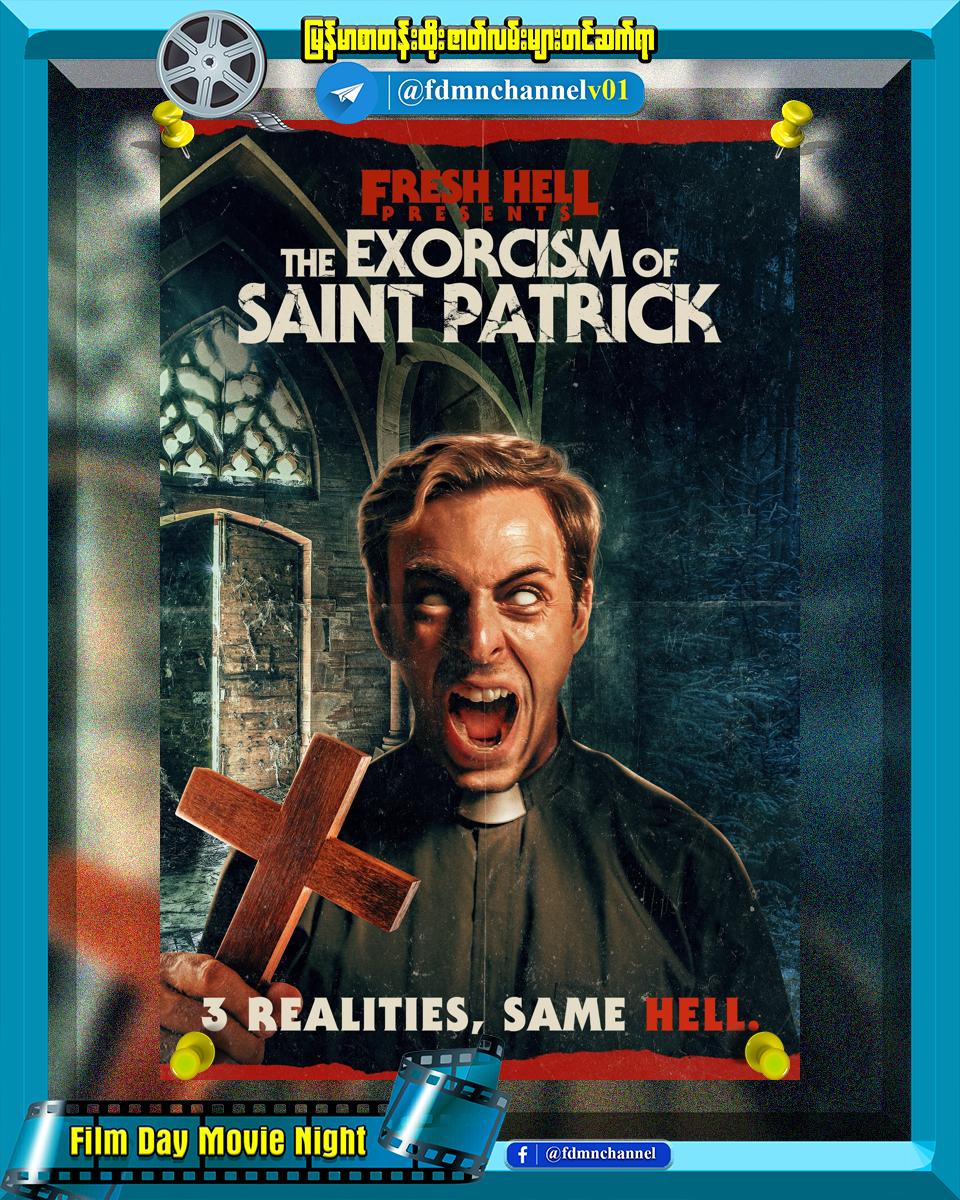 မြန်မာစာတန်းထိုးဇာတ်လမ်းများတင်ဆက်ရာ
@fdmnchannelv01
FRESH HELL
PRESENTS
THE EXORCISM OF
SAINT PATRICK
3 REALITIES, SAME HELL.
Film Day Movie Night
f @fdmnchannel